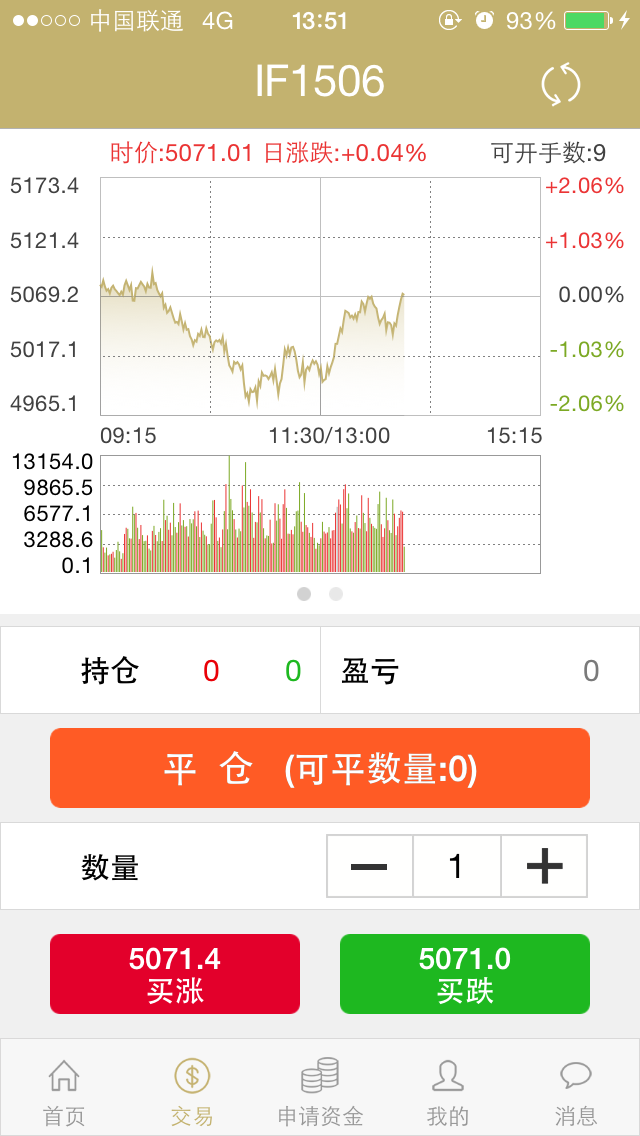 中国联通 4G 13:51 93%
IF1506
时价:5071.01 日涨跌:+0.04% 可开手数:9
5173.4 +2.06%
5121.4 +1.03%
5069.2 0.00%
5017.1 -1.03%
4965.1 -2.06%
09:15 11:30/13:00 15:15
13154.0
9865.5
6577.1
3288.6
0.1
持仓 0 0 盈亏 0
平 仓 (可平数量:0)
数量 — 1 +
5071.4 5071.0
买涨 买跌
首页 交易 申请资金 我的 消息